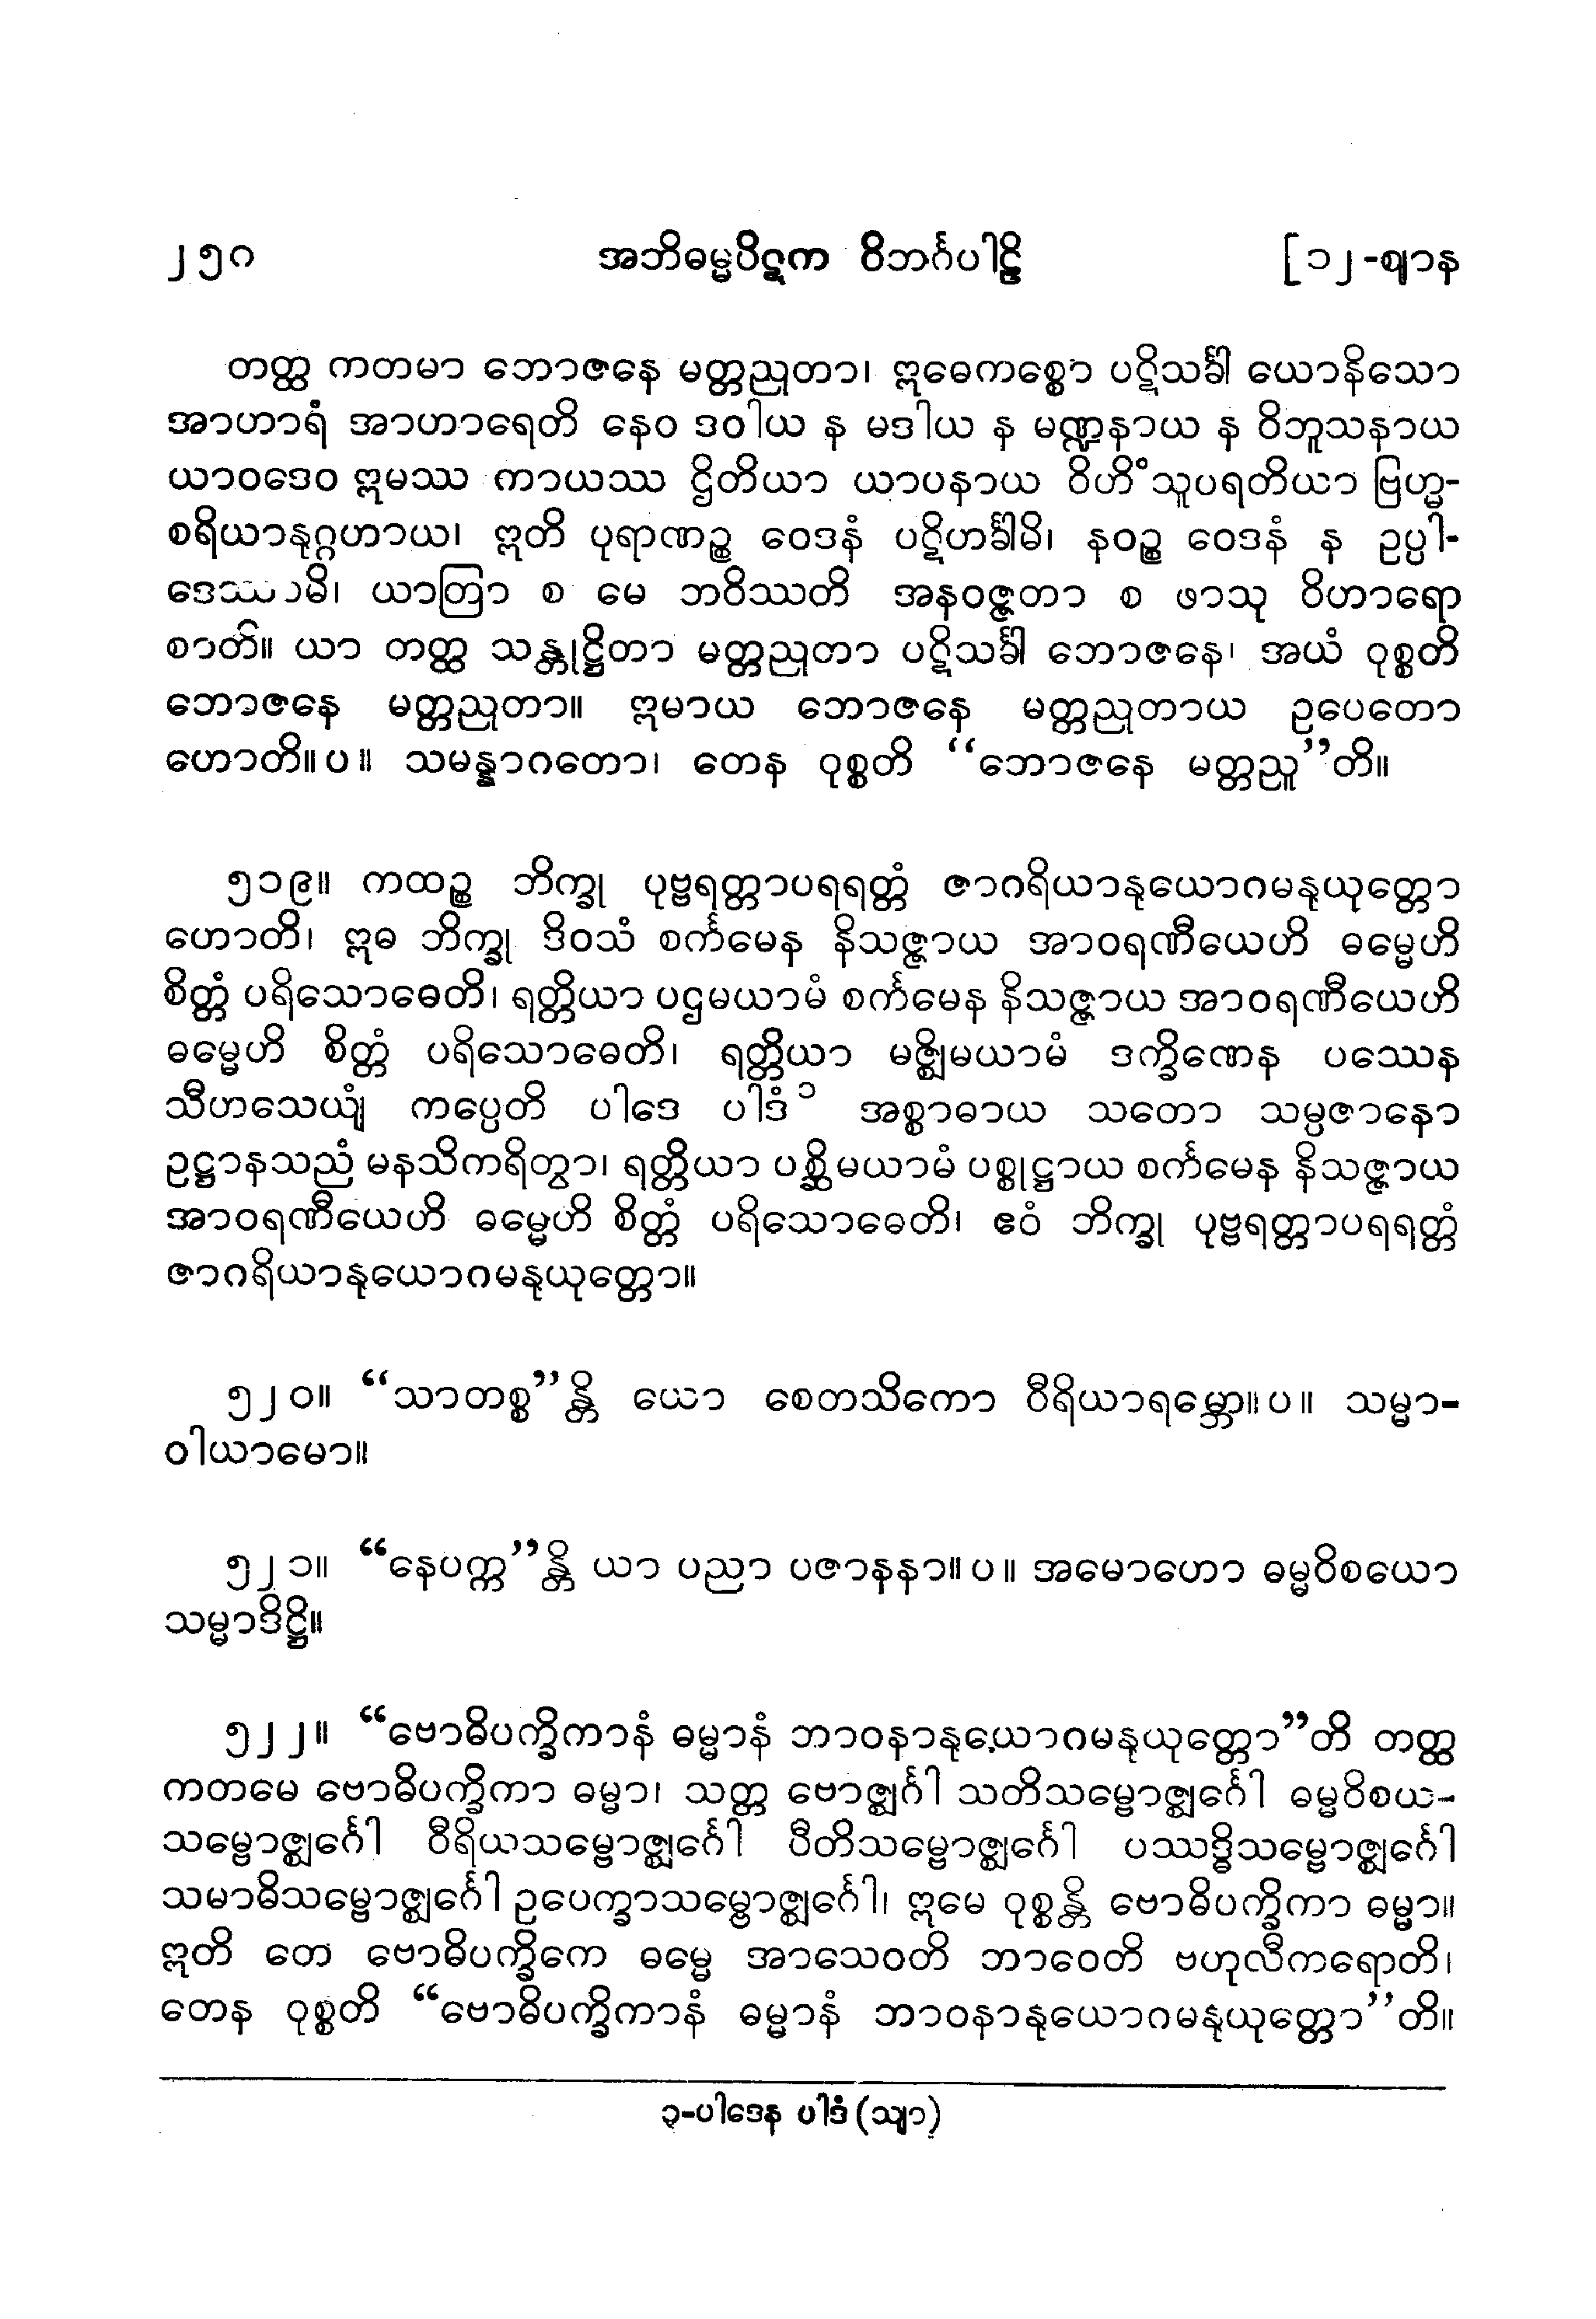 ၂၅၀ အဘိဓမ္မပိဋက ဝိဘင်္ဂပါဠိ [၁၂-ဈာန
တတ္ထ ကတမာ ဘောဇနေ မတ္တညုတာ၊ ဣဓေကစ္စော ပဋိသင်္ခါ ယောနိသော
အာဟာရံ အာဟာရေတိ နေဝ ဒဝါယ န မဒါယ န မဏ္ဍနာယ န ဝိဘူသနာယ
ယာဝဒေဝ ဣမဿ ကာယဿ ဌိတိယာ ယာပနာယ ဝိဟိံသူပရတိယာ ဗြဟ္မ-
စရိယာနုဂ္ဂဟာယ၊ ဣတိ ပုရာဏဉ္စ ဝေဒနံ ပဋိဟင်္ခါမိ၊ နဝဉ္စ ဝေဒနံ န ဥပ္ပါ-
ဒေဿာမိ၊ ယာတြာ စ မေ ဘဝိဿတိ အနဝဇ္ဇတာ စ ဖာသု ဝိဟာရော
စာတိ။ ယာ တတ္ထ သန္တုဋ္ဌိတာ မတ္တညုတာ ပဋိသင်္ခါ ဘောဇနေ၊ အယံ ဝုစ္စတိ
ဘောဇနေ မတ္တညုတာ။ ဣမာယ ဘောဇနေ မတ္တညုတာယ ဥပေတော
ဟောတိ။ပ။ သမန္နာဂတော၊ တေန ဝုစ္စတိ “ဘောဇနေ မတ္တညူ”တိ။
၅၁၉။ ကထဉ္စ ဘိက္ခု ပုဗ္ဗရတ္တာပရရတ္တံ ဇာဂရိယာနုယောဂမနုယုတ္တော
ဟောတိ၊ ဣဓ ဘိက္ခု ဒိဝသံ စင်္ကမေန နိသဇ္ဇာယ အာဝရဏီယေဟိ ဓမ္မေဟိ
စိတ္တံ ပရိသောဓေတိ၊ ရတ္တိယာ ပဌမယာမံ စင်္ကမေန နိသဇ္ဇာယ အာဝရဏီယေဟိ
ဓမ္မေဟိ စိတ္တံ ပရိသောဓေတိ၊ ရတ္တိယာ မဇ္ဈိမယာမံ ဒက္ခိဏေန ပဿေန
သီဟသေယျံ ကပ္ပေတိ ပါဒေ ပါဒံ ၁ အစ္စာဓာယ သတော သမ္ပဇာနော
ဥဋ္ဌာနသညံ မနသိကရိတွာ၊ ရတ္တိယာ ပစ္ဆိမယာမံ ပစ္စုဋ္ဌာယ စင်္ကမေန နိသဇ္ဇာယ
အာဝရဏီယေဟိ ဓမ္မေဟိ စိတ္တံ ပရိသောဓေတိ၊ ဧဝံ ဘိက္ခု ပုဗ္ဗရတ္တာပရရတ္တံ
ဇာဂရိယာနုယောဂမနုယုတ္တော။
၅၂၀။ “သာတစ္စ”န္တိ ယော စေတသိကော ဝီရိယာရမ္ဘော။ပ။ သမ္မာ-
ဝါယာမော။
၅၂၁။ “နေပက္က”န္တိ ယာ ပညာ ပဇာနနာ။ပ။ အမောဟော ဓမ္မဝိစယော
သမ္မာဒိဋ္ဌိ။
၅၂၂။ “ဗောဓိပက္ခိကာနံ ဓမ္မာနံ ဘာဝနာနုယောဂမနုယုတ္တော”တိ တတ္ထ
ကတမေ ဗောဓိပက္ခိကာ ဓမ္မာ၊ သတ္တ ဗောဇ္ဈင်္ဂါ သတိသမ္ဗောဇ္ဈင်္ဂေါ ဓမ္မဝိစယ-
သမ္ဗောဇ္ဈင်္ဂေါ ဝီရိယသမ္ဗောဇ္ဈင်္ဂေါ ပီတိသမ္ဗောဇ္ဈင်္ဂေါ ပဿဒ္ဓိသမ္ဗောဇ္ဈင်္ဂေါ
သမာဓိသမ္ဗောဇ္ဈင်္ဂေါ ဥပေက္ခာသမ္ဗောဇ္ဈင်္ဂေါ၊ ဣမေ ဝုစ္စန္တိ ဗောဓိပက္ခိကာ ဓမ္မာ။
ဣတိ တေ ဗောဓိပက္ခိကေ ဓမ္မေ အာသေဝတိ ဘာဝေတိ ဗဟုလီကရောတိ၊
တေန ဝုစ္စတိ “ဗောဓိပက္ခိကာနံ ဓမ္မာနံ ဘာဝနာနုယောဂမနုယုတ္တော”တိ။
၃-ပါဒေန ပါဒံ (သျာ)